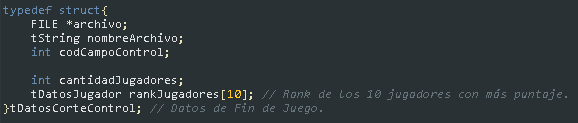 typedef struct{
FILE *archivo;
tString nombreArchivo;
int codCampoControl;
int cantidadJugadores;
tDatosJugador rankJugadores[10]; // Rank de los 10 jugadores con más puntaje.
}tDatosCorteControl; // Datos de Fin de Juego.